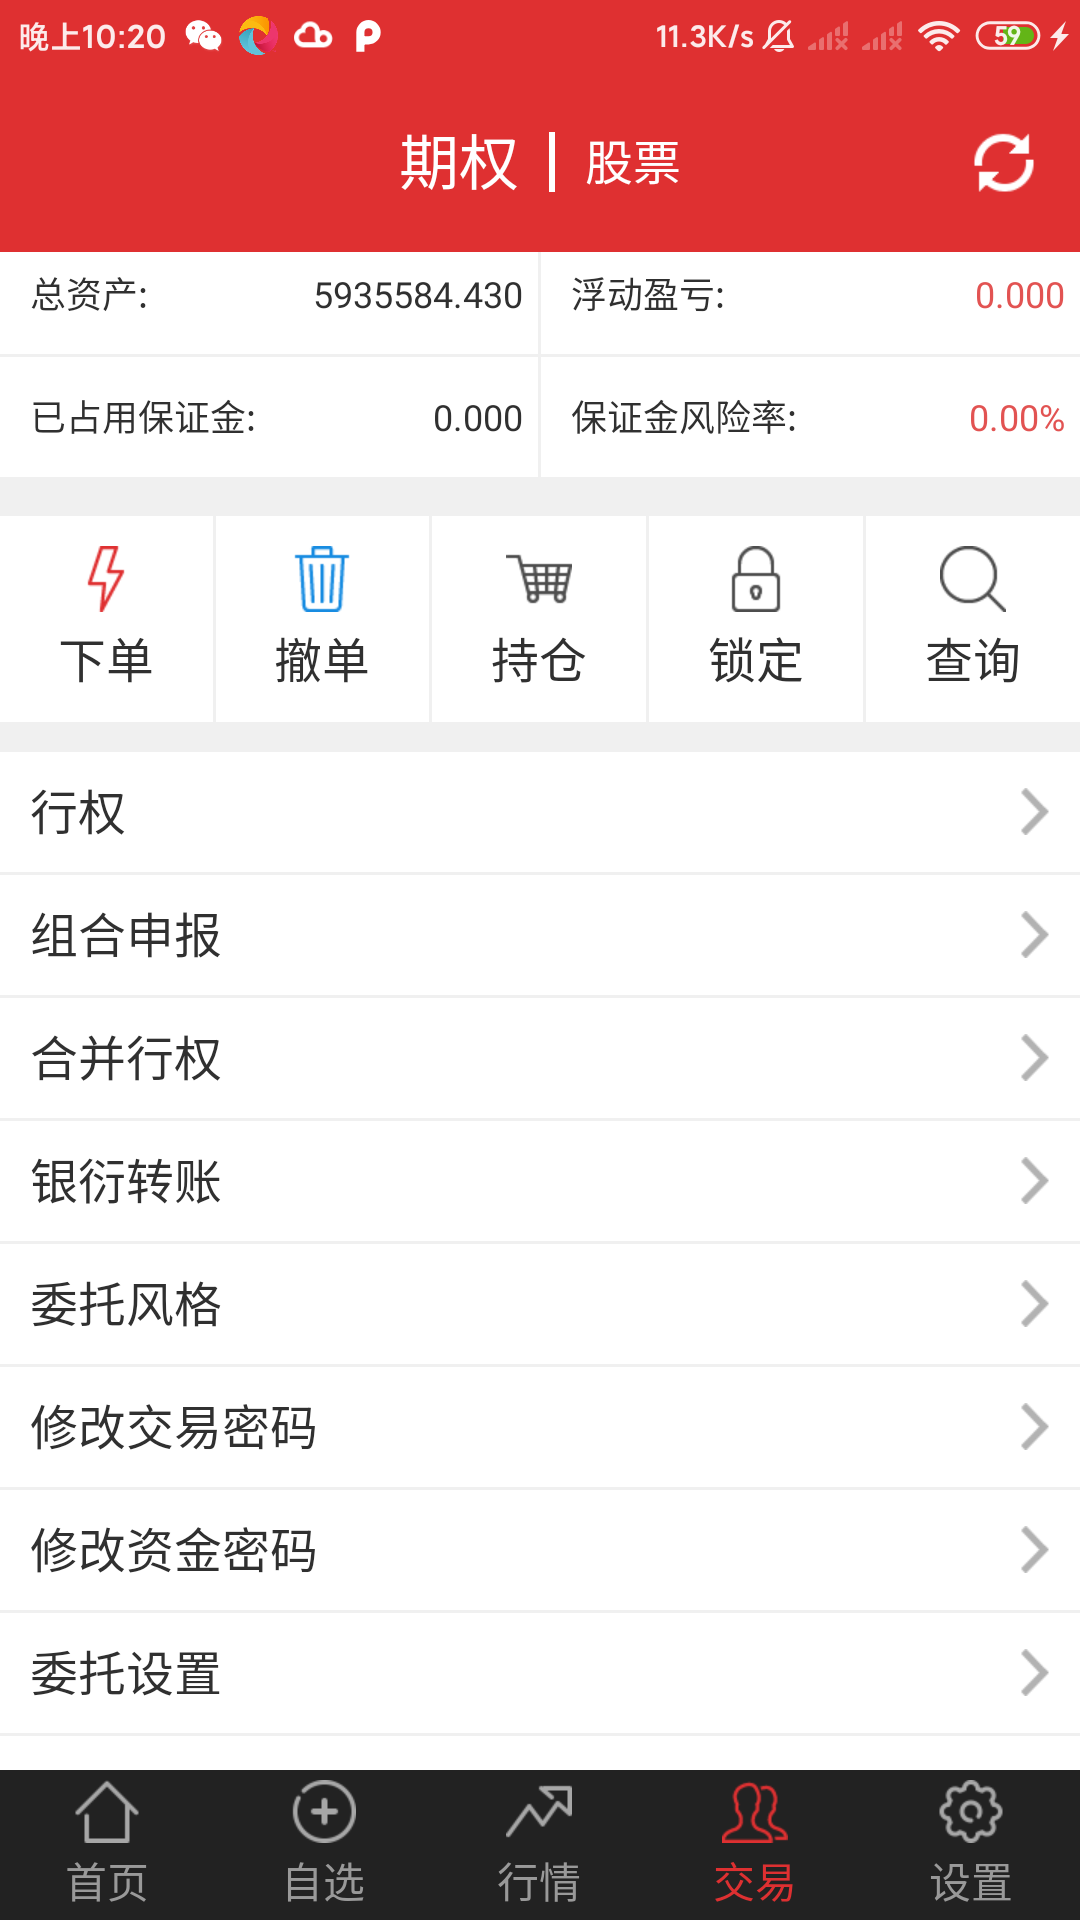 晚上10:20 11.3K/s 59
期权 股票
总资产: 5935584.430 浮动盈亏: 0.000
已占用保证金: 0.000 保证金风险率: 0.00%
下单 撤单 持仓 锁定 查询
行权
组合申报
合并行权
银衍转账
委托风格
修改交易密码
修改资金密码
委托设置
首页 自选 行情 交易 设置